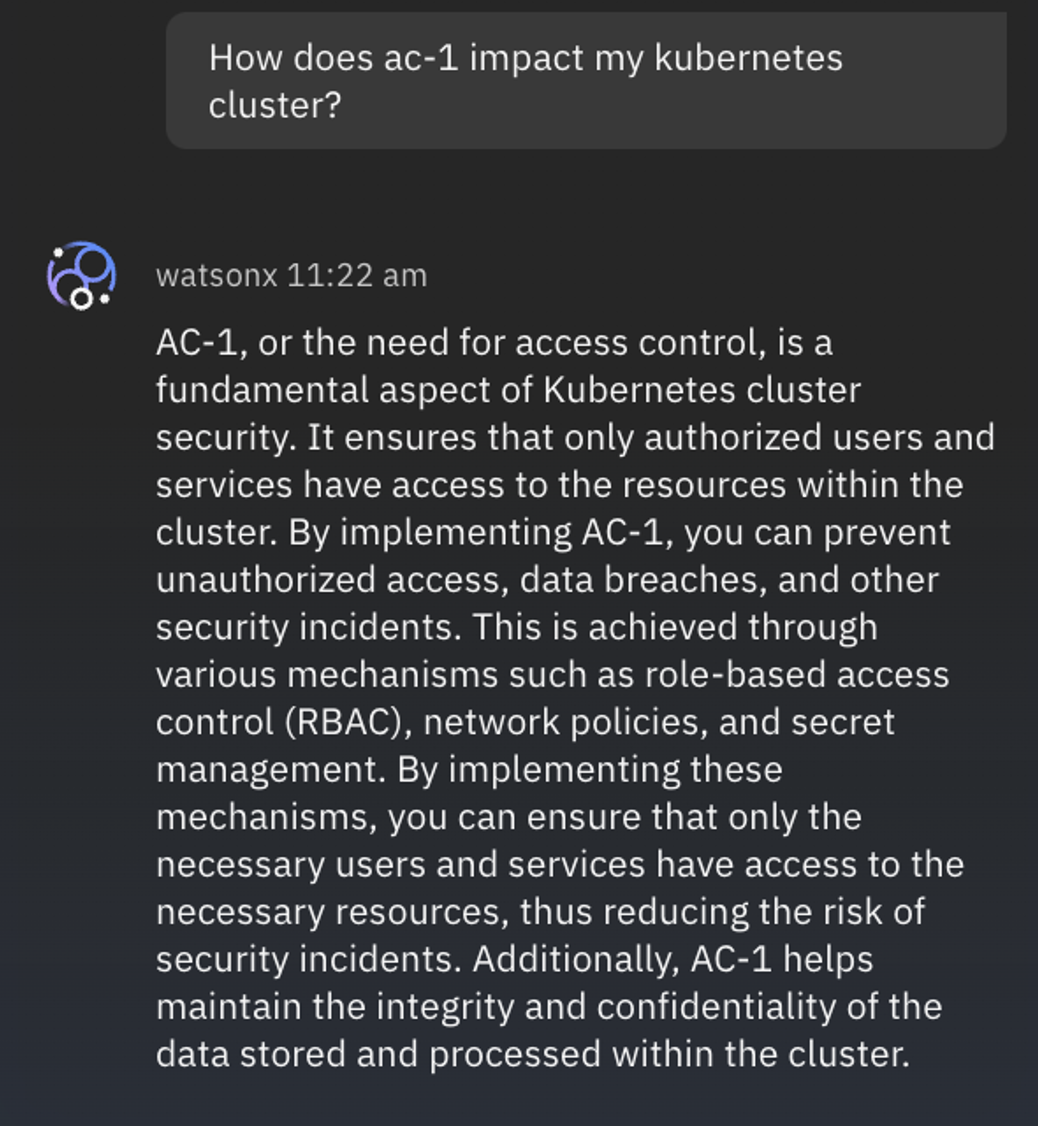 How does ac-1 impact my kubernetes
cluster?
watsonx 11:22 am
AC-1, or the need for access control, is a
fundamental aspect of Kubernetes cluster
security. It ensures that only authorized users and
services have access to the resources within the
cluster. By implementing AC-1, you can prevent
unauthorized access, data breaches, and other
security incidents. This is achieved through
various mechanisms such as role-based access
control (RBAC), network policies, and secret
management. By implementing these
mechanisms, you can ensure that only the
necessary users and services have access to the
necessary resources, thus reducing the risk of
security incidents. Additionally, AC-1 helps
maintain the integrity and confidentiality of the
data stored and processed within the cluster.